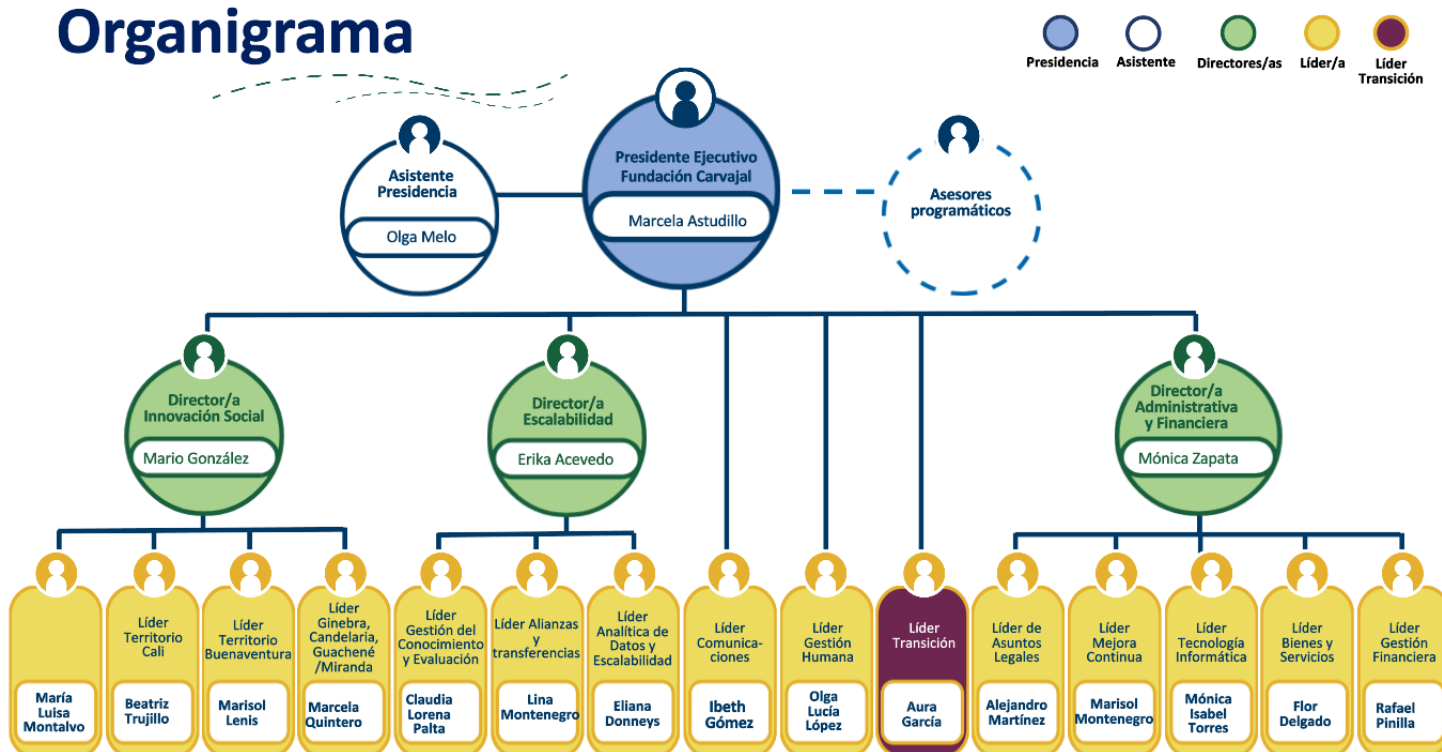 Organigrama
Presidencia
Asistente
Directores/as
Líder/a
Líder
Transición
Asistente
Presidencia
Olga Melo
Presidente Ejecutivo
Fundación Carvajal
Marcela Astudillo
Asesores
programáticos
Director/a
Innovación Social
Mario González
Director/a
Escalabilidad
Erika Acevedo
Director/a
Administrativa
y Financiera
Mónica Zapata
María
Luisa
Montalvo
Líder
Territorio
Cali
Beatriz
Trujillo
Líder
Territorio
Buenaventura
Marisol
Lenis
Líder
Ginebra,
Candelaria,
Guachené
/Miranda
Marcela
Quintero
Líder
Gestión del
Conocimiento
y Evaluación
Claudia
Lorena
Palta
Líder Alianzas
y
transferencias
Lina
Montenegro
Líder
Analítica de
Datos y
Escalabilidad
Eliana
Donneys
Líder
Comunica-
ciones
Ibeth
Gómez
Líder
Gestión
Humana
Olga
Lucía
López
Líder
Transición
Aura
García
Líder de
Asuntos
Legales
Alejandro
Martínez
Líder
Mejora
Continua
Marisol
Montenegro
Líder
Tecnología
Informática
Mónica
Isabel
Torres
Líder
Bienes y
Servicios
Flor
Delgado
Líder
Gestión
Financiera
Rafael
Pinilla